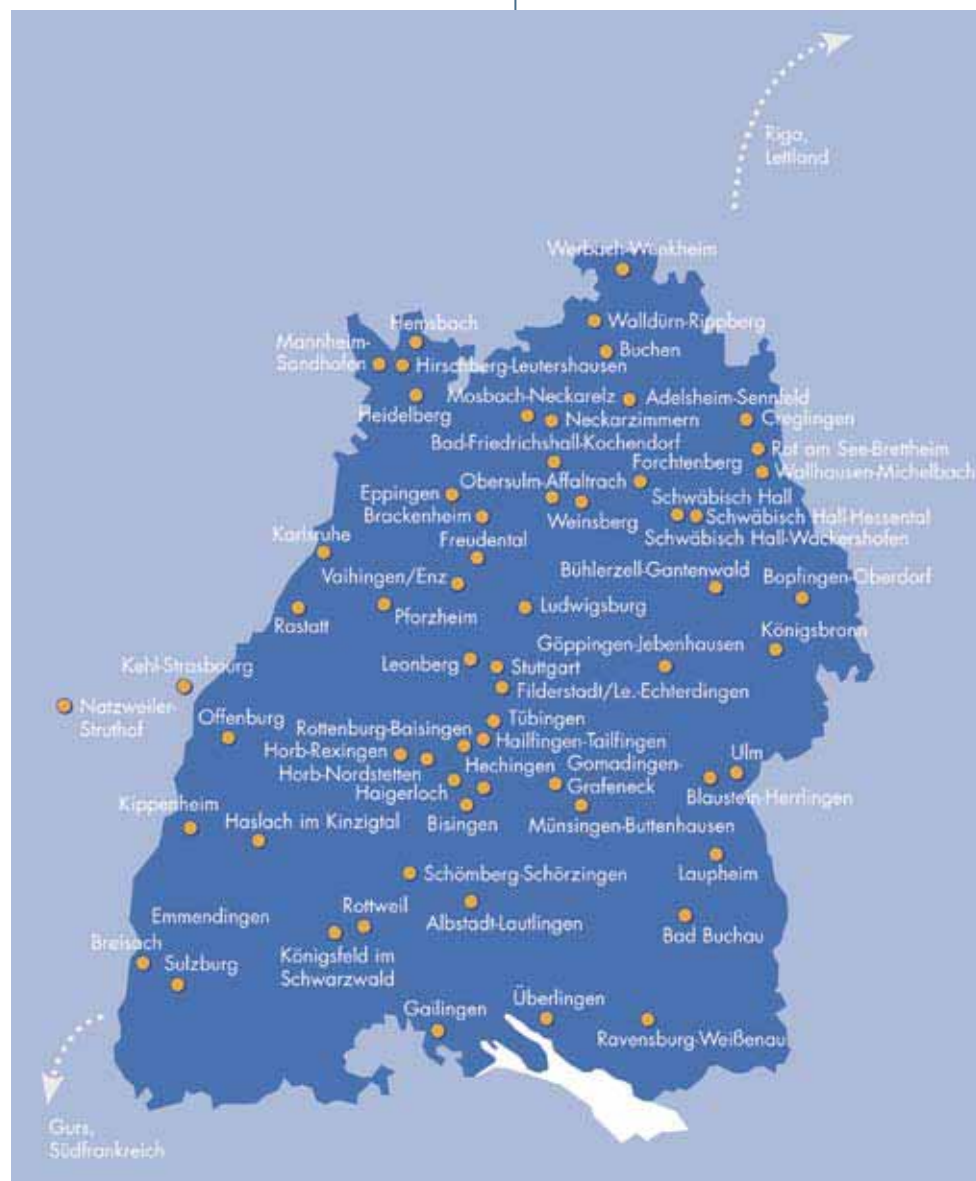 Riga,
Lettland
Werbach-Wenkheim
Walldürn-Rippberg
Hemsbach
Mannheim-
Sandhofen
Buchen
Hirschberg-Leutershausen
Mosbach-Neckarelz
Adelsheim-Sennfeld
Heidelberg
Neckarzimmern
Creglingen
Bad-Friedrichshall-Kochendorf
Rot am See-Brettheim
Forchtenberg
Wallhausen-Michelbach
Obersulm-Affaltrach
Eppingen
Schwäbisch Hall
Brackenheim
Weinsberg
Schwäbisch Hall-Hessental
Karlsruhe
Freudental
Schwäbisch Hall-Wackershofen
Vaihingen/Enz
Bühlerzell-Gantenwald
Bopfingen-Oberdorf
Rastatt
Pforzheim
Ludwigsburg
Königsbronn
Göppingen-Jebenhausen
Kehl-Strasbourg
Leonberg
Stuttgart
Filderstadt/Le.-Echterdingen
Natzweiler-
Struthof
Offenburg
Tübingen
Rottenburg-Baisingen
Hailfingen-Tailfingen
Horb-Rexingen
Ulm
Hechingen
Gomadingen-
Grafeneck
Horb-Nordstetten
Haigerloch
Blaustein-Herrlingen
Kippenheim
Haslach im Kinzigtal
Bisingen
Münsingen-Buttenhausen
Schömberg-Schörzingen
Laupheim
Rottweil
Emmendingen
Albstadt-Lautlingen
Bad Buchau
Breisach
Königsfeld im
Schwarzwald
Sulzburg
Überlingen
Gailingen
Ravensburg-Weißenau
Gurs,
Südfrankreich